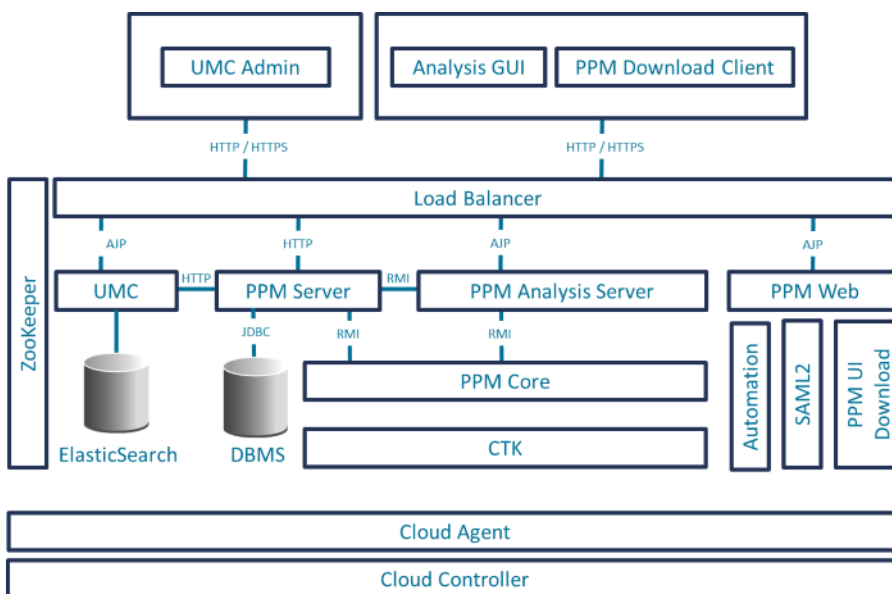 UMC Admin
Analysis GUI
PPM Download Client
HTTP / HTTPS
HTTP / HTTPS
ZooKeeper
Load Balancer
AJP
HTTP
AJP
AJP
UMC
HTTP
PPM Server
RMI
PPM Analysis Server
PPM Web
JDBC
RMI
RMI
ElasticSearch
DBMS
PPM Core
CTK
Automation
SAML2
PPM UI
Download
Cloud Agent
Cloud Controller